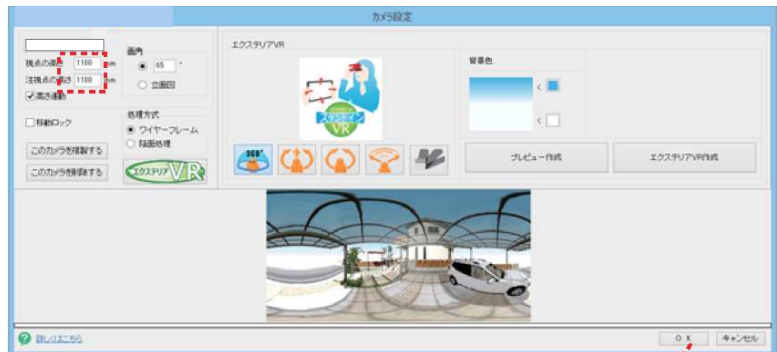 カメラ設定
視点の高さ 1100 mm
注視点の高さ 1100 mm
高さ連動
移動ロック
このカメラを複製する
このカメラを削除する
画角
65 °
立面図
処理方式
ワイヤーフレーム
陰面処理
エクステリアVR
エクステリアVR
スタンドイン
VR
360°
背景色
<
<
プレビュー作成
エクステリアVR作成
詳しくはこちら
OK
キャンセル